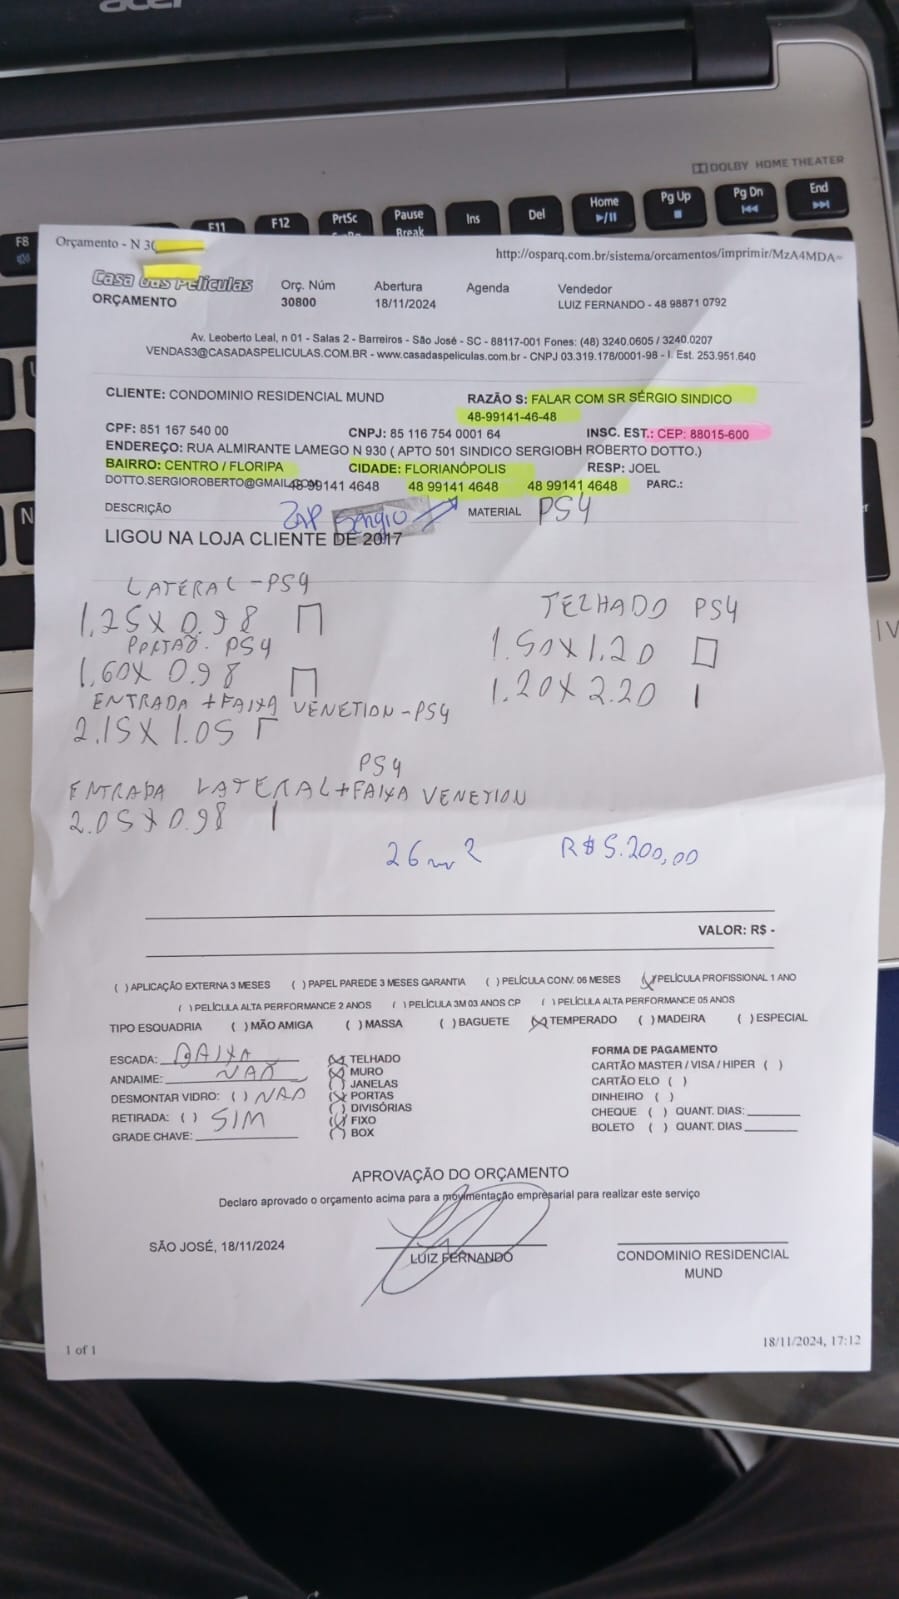 acer
DOLBY HOME THEATER
F8 F11 F12 PrtSc Pause Break Ins Del Home Pg Up Pg Dn End
Orçamento - N 30
http://osparq.com.br/sistema/orcamentos/imprimir/MzA4MDA=
Casa das Películas
Orç. Núm Abertura Agenda Vendedor
ORÇAMENTO 30800 18/11/2024 LUIZ FERNANDO - 48 98871 0792
Av. Leoberto Leal, n 01 - Salas 2 - Barreiros - São José - SC - 88117-001 Fones: (48) 3240.0605 / 3240.0207
VENDAS3@CASADASPELICULAS.COM.BR - www.casadaspeliculas.com.br - CNPJ 03.319.178/0001-98 - I. Est. 253.951.640
CLIENTE: CONDOMINIO RESIDENCIAL MUND RAZÃO S: FALAR COM SR SÉRGIO SINDICO
48-99141-46-48
CPF: 851 167 540 00 CNPJ: 85 116 754 0001 64 INSC. EST.: CEP: 88015-600
ENDEREÇO: RUA ALMIRANTE LAMEGO N 930 ( APTO 501 SINDICO SERGIOBH ROBERTO DOTTO.)
BAIRRO: CENTRO / FLORIPA CIDADE: FLORIANÓPOLIS RESP: JOEL
DOTTO.SERGIOROBERTO@GMAIL.COM 48 99141 4648 48 99141 4648 48 99141 4648 PARC.:
DESCRIÇÃO ZAP Sérgio MATERIAL PS4
LIGOU NA LOJA CLIENTE DE 2017
LATERAL - PS4
1,25 X 0.98
PORTÃO. PS4
1,60X 0.98
ENTRADA + FAIXA VENETION - PS4
2.15 X 1.05
TELHADO PS4
1.50X1.20
1.20X2.20
PS4
ENTRADA LATERAL + FAIXA VENETION
2.05 X 0.98
26 m2 R$ 5.200,00
VALOR: R$ -
( ) APLICAÇÃO EXTERNA 3 MESES ( ) PAPEL PAREDE 3 MESES GARANTIA ( ) PELÍCULA CONV. 06 MESES (X) PELÍCULA PROFISSIONAL 1 ANO
( ) PELÍCULA ALTA PERFORMANCE 2 ANOS ( ) PELÍCULA 3M 03 ANOS CP ( ) PELÍCULA ALTA PERFORMANCE 05 ANOS
TIPO ESQUADRIA ( ) MÃO AMIGA ( ) MASSA ( ) BAGUETE (X) TEMPERADO ( ) MADEIRA ( ) ESPECIAL
ESCADA: BAIXA
ANDAIME: NAO
DESMONTAR VIDRO: ( ) NAO
RETIRADA: ( ) SIM
GRADE CHAVE:
(X) TELHADO
(X) MURO
( ) JANELAS
(X) PORTAS
( ) DIVISÓRIAS
(X) FIXO
( ) BOX
FORMA DE PAGAMENTO
CARTÃO MASTER / VISA / HIPER ( )
CARTÃO ELO ( )
DINHEIRO ( )
CHEQUE ( ) QUANT. DIAS:
BOLETO ( ) QUANT. DIAS
APROVAÇÃO DO ORÇAMENTO
Declaro aprovado o orçamento acima para a movimentação empresarial para realizar este serviço
SÃO JOSÉ, 18/11/2024
LUIZ FERNANDO
CONDOMINIO RESIDENCIAL
MUND
1 of 1 18/11/2024, 17:12